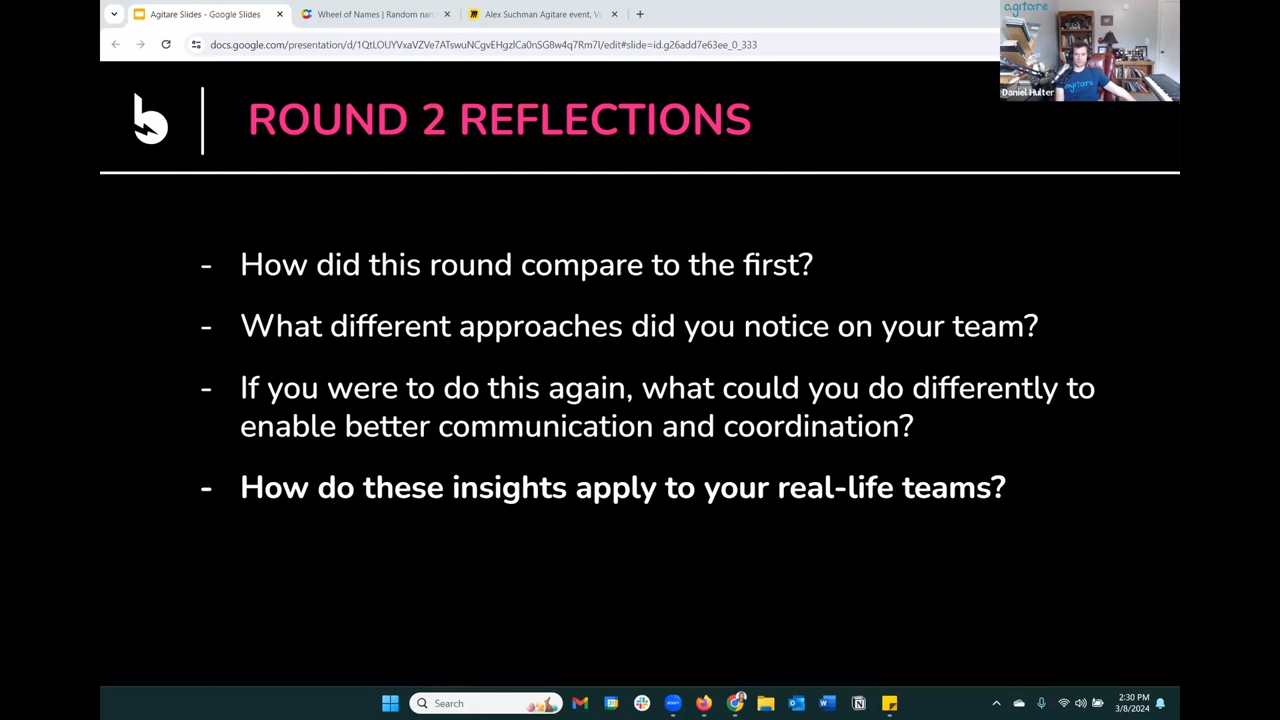 Agitare Slides - Google Slides
Wheel of Names | Random nam
Alex Suchman Agitare event, V
docs.google.com/presentation/d/1QtLOUYVxaVZVe7ATswuNCgvEHgzlCa0nSG8w4q7Rm7I/edit#slide=id.g26add7e63ee_0_333
agitare
agitare
Daniel Hulter
ROUND 2 REFLECTIONS
- How did this round compare to the first?
- What different approaches did you notice on your team?
- If you were to do this again, what could you do differently to
enable better communication and coordination?
- How do these insights apply to your real-life teams?
Search
zoom
2:30 PM
3/8/2024